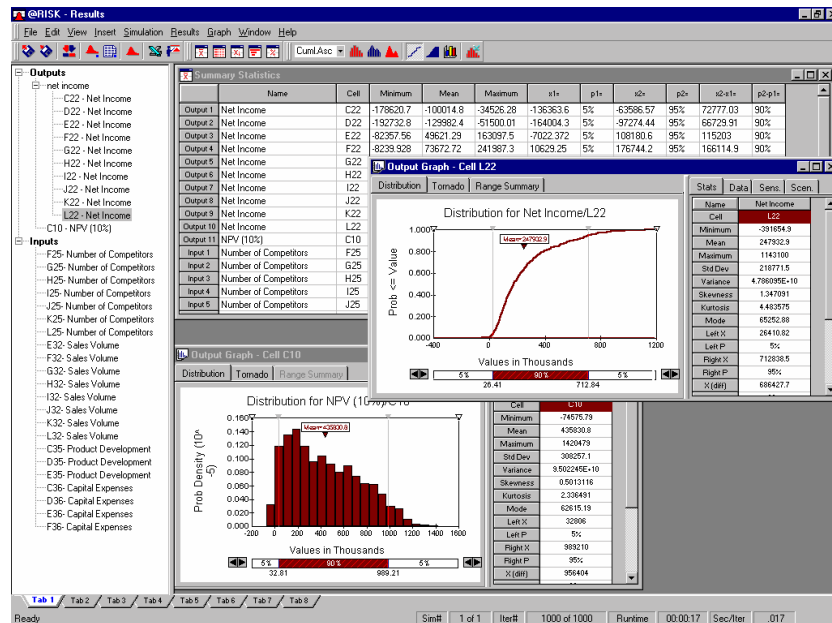 @RISK - Results
File Edit View Insert Simulation Results Graph Window Help
Cuml.Asc
Outputs
net income
C22 - Net Income
D22 - Net Income
E22 - Net Income
F22 - Net Income
G22 - Net Income
H22 - Net Income
I22 - Net Income
J22 - Net Income
K22 - Net Income
L22 - Net Income
C10 - NPV (10%)
Inputs
F25- Number of Competitors
G25- Number of Competitors
H25- Number of Competitors
I25- Number of Competitors
J25- Number of Competitors
K25- Number of Competitors
L25- Number of Competitors
E32- Sales Volume
F32- Sales Volume
G32- Sales Volume
H32- Sales Volume
I32- Sales Volume
J32- Sales Volume
K32- Sales Volume
L32- Sales Volume
C35- Product Development
D35- Product Development
E35- Product Development
C36- Capital Expenses
D36- Capital Expenses
E36- Capital Expenses
F36- Capital Expenses
Summary Statistics
Name Cell Minimum Mean Maximum x1= p1= x2= p2= x2-x1= p2-p1=
Output 1 Net Income C22 -178620.7 -100014.8 -34526.28 -136363.6 5% -63586.57 95% 72777.03 90%
Output 2 Net Income D22 -192732.8 -129982.4 -51500.01 -164004.3 5% -97274.44 95% 66729.91 90%
Output 3 Net Income E22 -82357.56 49621.29 163097.5 -7022.372 5% 108180.6 95% 115203 90%
Output 4 Net Income F22 -8239.928 73672.72 241987.3 10629.25 5% 176744.2 95% 166114.9 90%
Output 5 Net Income G22
Output 6 Net Income H22
Output 7 Net Income I22
Output 8 Net Income J22
Output 9 Net Income K22
Output 10 Net Income L22
Output 11 NPV (10%) C10
Input 1 Number of Competitors F25
Input 2 Number of Competitors G25
Input 3 Number of Competitors H25
Input 4 Number of Competitors I25
Input 5 Number of Competitors J25
Output Graph - Cell L22
Distribution Tornado Range Summary
Distribution for Net Income/L22
Mean=247932.9
Prob <= Value
1.000
0.800
0.600
0.400
0.200
0.000
-400 0 400 800 1200
Values in Thousands
5% 90% 5%
26.41 712.84
Stats Data Sens. Scen.
Name Net Income
Cell L22
Minimum -391654.9
Mean 247932.9
Maximum 1143100
Std Dev 218771.5
Variance 4.786095E+10
Skewness 1.347091
Kurtosis 4.483575
Mode 65252.88
Left X 26410.82
Left P 5%
Right X 712838.5
Right P 95%
X (diff) 686427.7
Output Graph - Cell C10
Distribution Tornado Range Summary
Distribution for NPV (10%)/C10
Mean=435830.8
Prob Density (10^
-5)
0.160
0.140
0.120
0.100
0.080
0.060
0.040
0.020
0.000
-200 0 200 400 600 800 1000 1200 1400 1600
Values in Thousands
5% 90% 5%
32.81 989.21
Cell C10
Minimum -74575.79
Mean 435830.8
Maximum 1420479
Std Dev 308257.1
Variance 9.502245E+10
Skewness 0.5013116
Kurtosis 2.336491
Mode 62615.19
Left X 32806
Left P 5%
Right X 989210
Right P 95%
X (diff) 956404
Tab 1 Tab 2 Tab 3 Tab 4 Tab 5 Tab 6 Tab 7 Tab 8
Ready Sim# 1 of 1 Iter# 1000 of 1000 Runtime 00:00:17 Sec/Iter .017